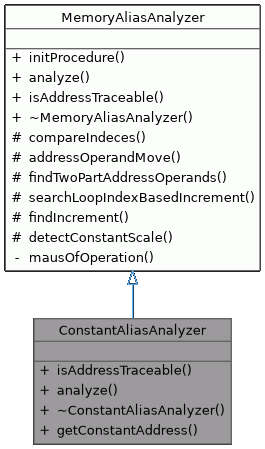 MemoryAliasAnalyzer
+ initProcedure()
+ analyze()
+ isAddressTraceable()
+ ~MemoryAliasAnalyzer()
# compareIndeces()
# addressOperandMove()
# findTwoPartAddressOperands()
# searchLoopIndexBasedIncrement()
# findIncrement()
# detectConstantScale()
- mausOfOperation()
ConstantAliasAnalyzer
+ isAddressTraceable()
+ analyze()
+ ~ConstantAliasAnalyzer()
+ getConstantAddress()